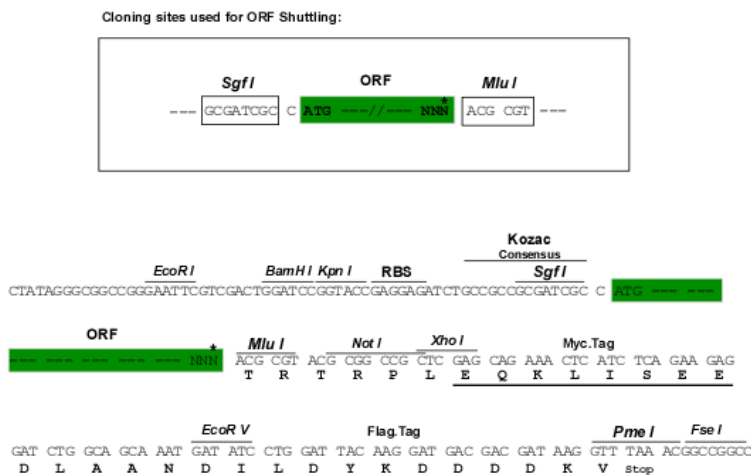 Cloning sites used for ORF Shuttling:
Sgf I ORF Mlu I
--- GCGATCGC C ATG ---//--- NNN* ACG CGT ---
Kozac
Consensus
EcoR I BamH I Kpn I RBS Sgf I
CTATAGGGCGGCCGGGAATTCGTCGACTGGATCCGGTACCGAGGAGATCTGCCGCCGCGATCGC C ATG --- ---
ORF
Mlu I Not I Xho I Myc.Tag
--- --- --- --- --- --- NNN* ACG CGT ACG CGG CCG CTC GAG CAG AAA CTC ATC TCA GAA GAG
T R T R P L E Q K L I S E E
EcoR V Flag.Tag Pme I Fse I
GAT CTG GCA GCA AAT GAT ATC CTG GAT TAC AAG GAT GAC GAC GAT AAG GTT TAA ACGGCCGGCC
D L A A N D I L D Y K D D D D K V Stop